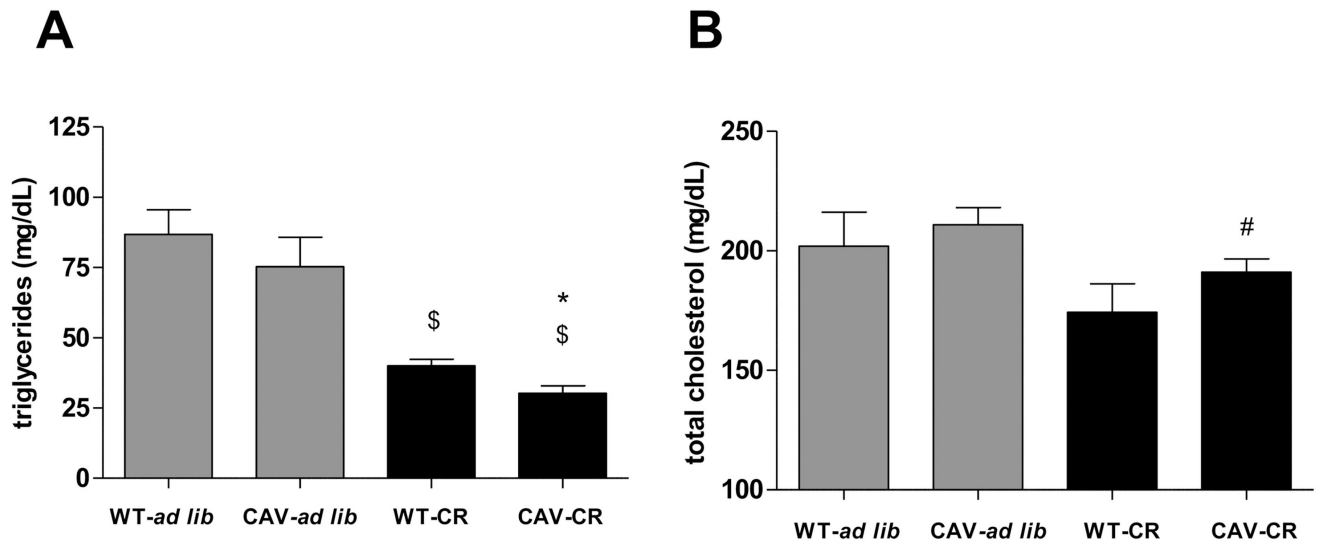 A
triglycerides (mg/dL)
125
100
75
50
25
0
$
*
$
WT-ad lib
CAV-ad lib
WT-CR
CAV-CR
B
total cholesterol (mg/dL)
250
200
150
100
#
WT-ad lib
CAV-ad lib
WT-CR
CAV-CR